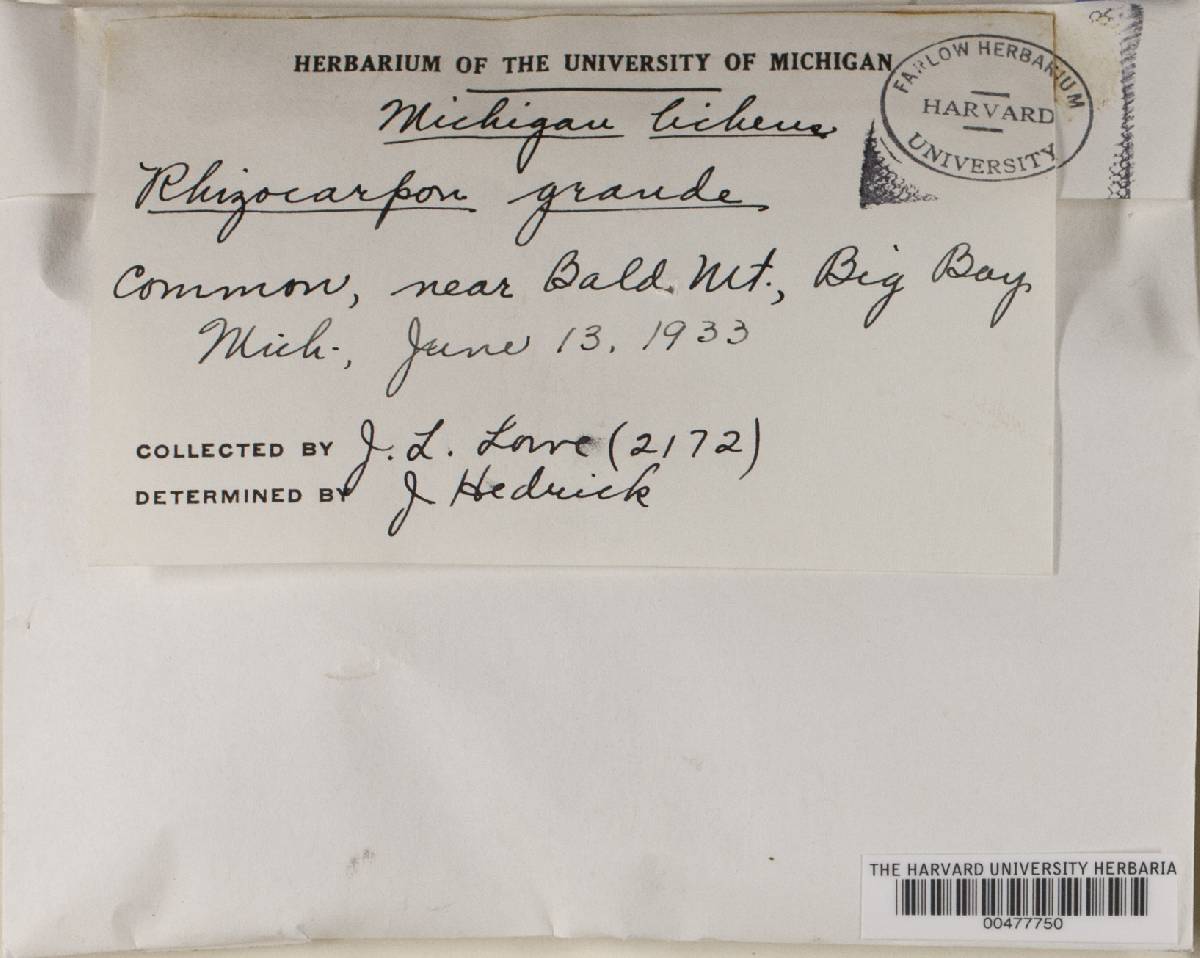 HERBARIUM OF THE UNIVERSITY OF MICHIGAN
Michigan lichens
Rhizocarpon grande
Common, near Bald Mt., Big Bay,
Mich., June 13, 1933
COLLECTED BY J. L. Lowe (2172)
DETERMINED BY J Hedrick
FARLOW HERBARIUM
HARVARD
UNIVERSITY
THE HARVARD UNIVERSITY HERBARIA
00477750